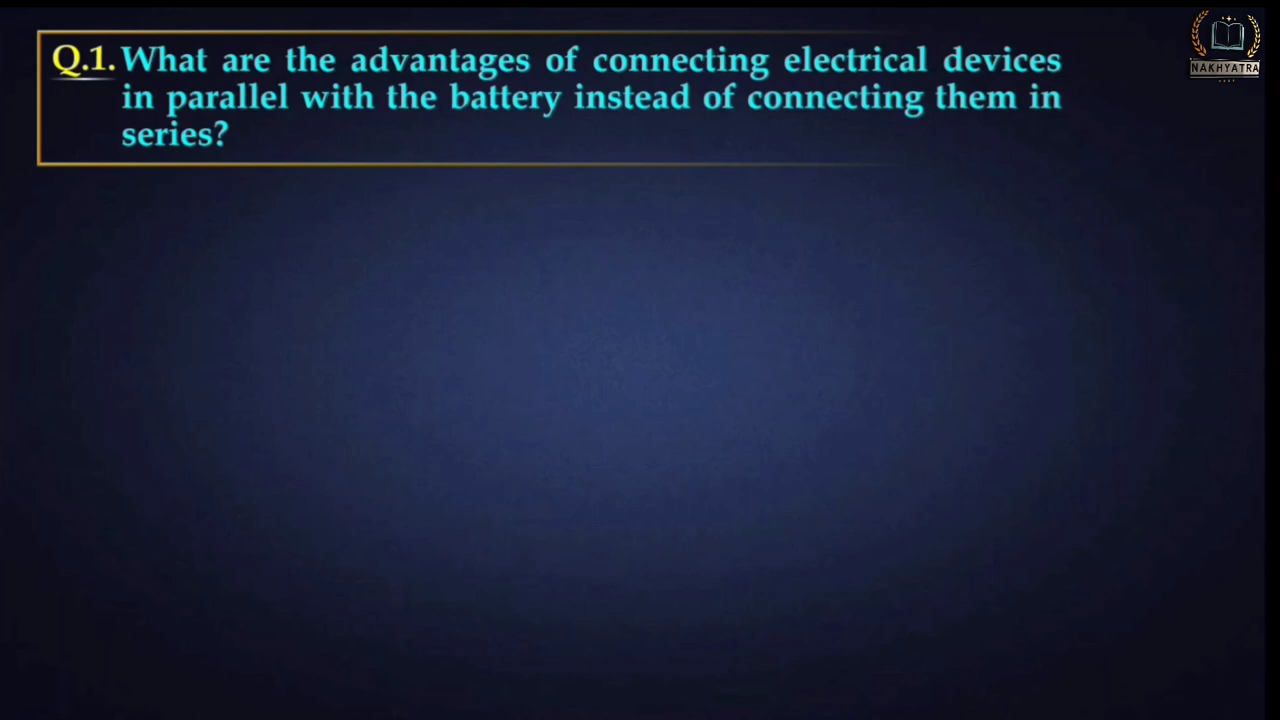 Q.1. What are the advantages of connecting electrical devices
in parallel with the battery instead of connecting them in
series?
NAKHYATRA